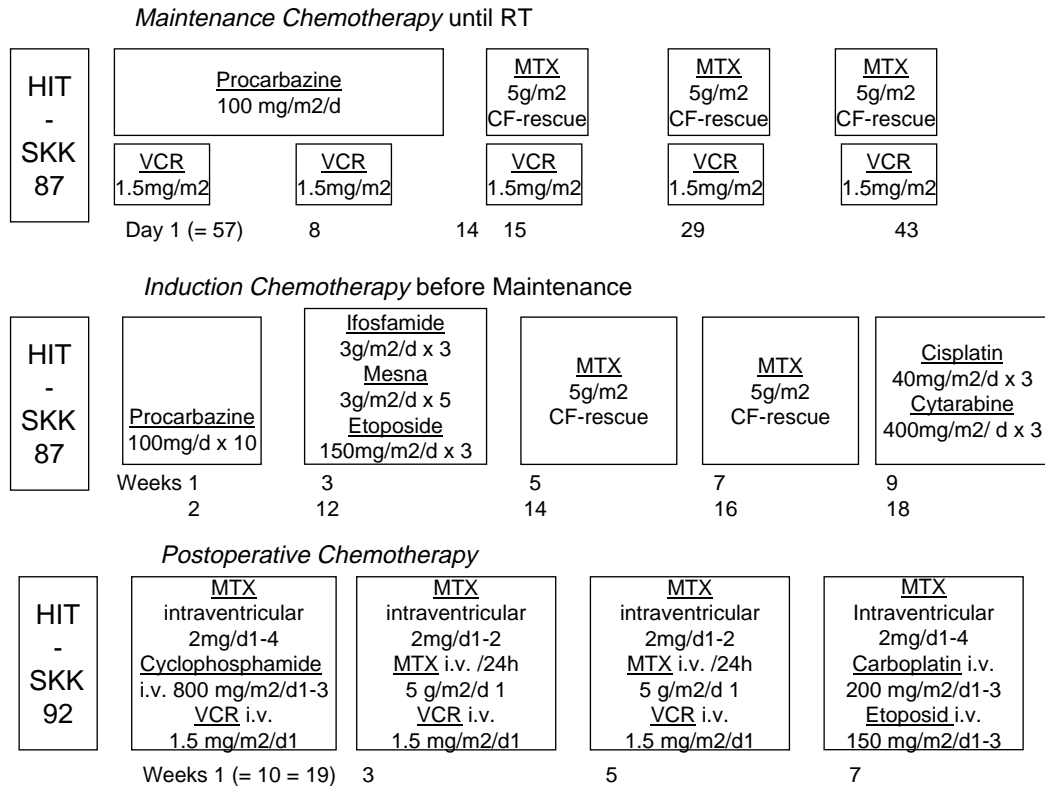 Maintenance Chemotherapy until RT
HIT
-
SKK
87
Procarbazine
100 mg/m2/d
MTX
5g/m2
CF-rescue
MTX
5g/m2
CF-rescue
MTX
5g/m2
CF-rescue
VCR
1.5mg/m2
VCR
1.5mg/m2
VCR
1.5mg/m2
VCR
1.5mg/m2
VCR
1.5mg/m2
Day 1 (= 57) 8 14 15 29 43
Induction Chemotherapy before Maintenance
HIT
-
SKK
87
Procarbazine
100mg/d x 10
Ifosfamide
3g/m2/d x 3
Mesna
3g/m2/d x 5
Etoposide
150mg/m2/d x 3
MTX
5g/m2
CF-rescue
MTX
5g/m2
CF-rescue
Cisplatin
40mg/m2/d x 3
Cytarabine
400mg/m2/ d x 3
Weeks 1 3 5 7 9
2 12 14 16 18
Postoperative Chemotherapy
HIT
-
SKK
92
MTX
intraventricular
2mg/d1-4
Cyclophosphamide
i.v. 800 mg/m2/d1-3
VCR i.v.
1.5 mg/m2/d1
MTX
intraventricular
2mg/d1-2
MTX i.v. /24h
5 g/m2/d 1
VCR i.v.
1.5 mg/m2/d1
MTX
intraventricular
2mg/d1-2
MTX i.v. /24h
5 g/m2/d 1
VCR i.v.
1.5 mg/m2/d1
MTX
Intraventricular
2mg/d1-4
Carboplatin i.v.
200 mg/m2/d1-3
Etoposid i.v.
150 mg/m2/d1-3
Weeks 1 (= 10 = 19) 3 5 7